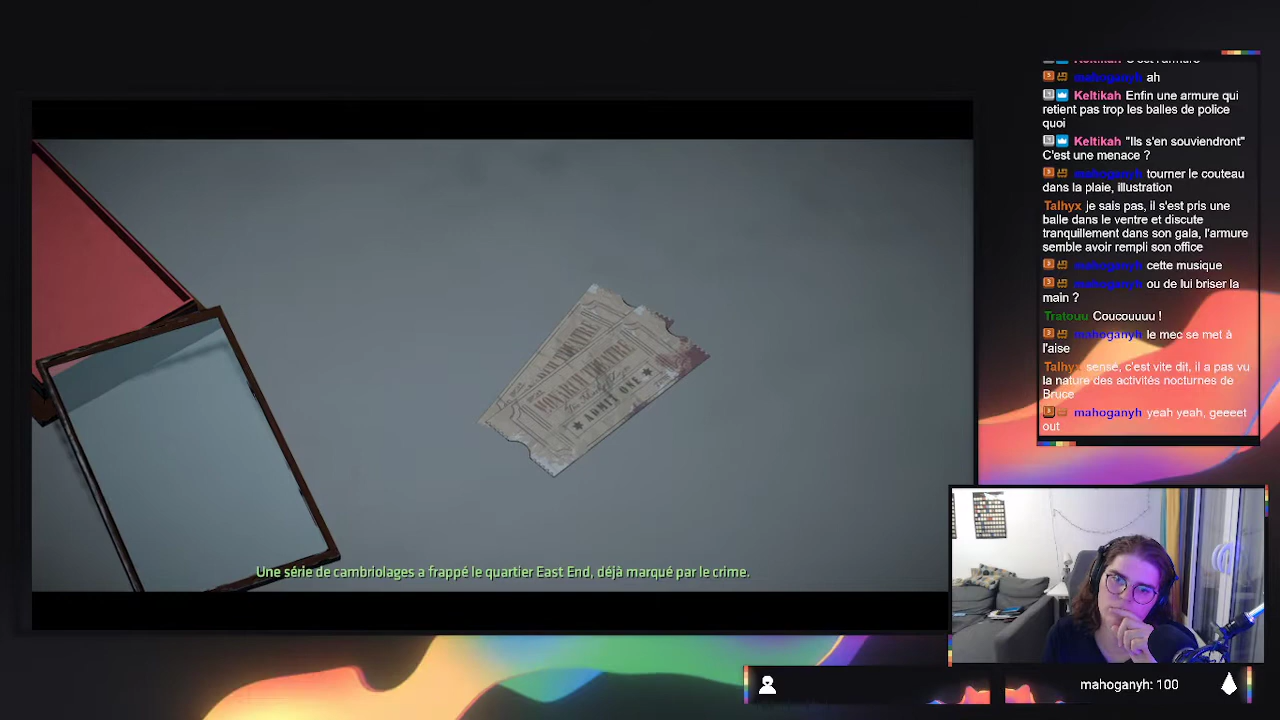 MONARCH THEATRE
ADMIT ONE
Une série de cambriolages a frappé le quartier East End, déjà marqué par le crime.
mahoganyh ah
Keltikah Enfin une armure qui
retient pas trop les balles de police
quoi
Keltikah "Ils s'en souviendront"
C'est une menace ?
mahoganyh tourner le couteau
dans la plaie, illustration
Talhyx je sais pas, il s'est pris une
balle dans le ventre et discute
tranquillement dans son gala, l'armure
semble avoir rempli son office
mahoganyh cette musique
mahoganyh ou de lui briser la
main ?
Tratouu Coucouuuu !
mahoganyh le mec se met à
l'aise
Talhyx sensé, c'est vite dit, il a pas vu
la nature des activités nocturnes de
Bruce
mahoganyh yeah yeah, geeeet
out
mahoganyh: 100